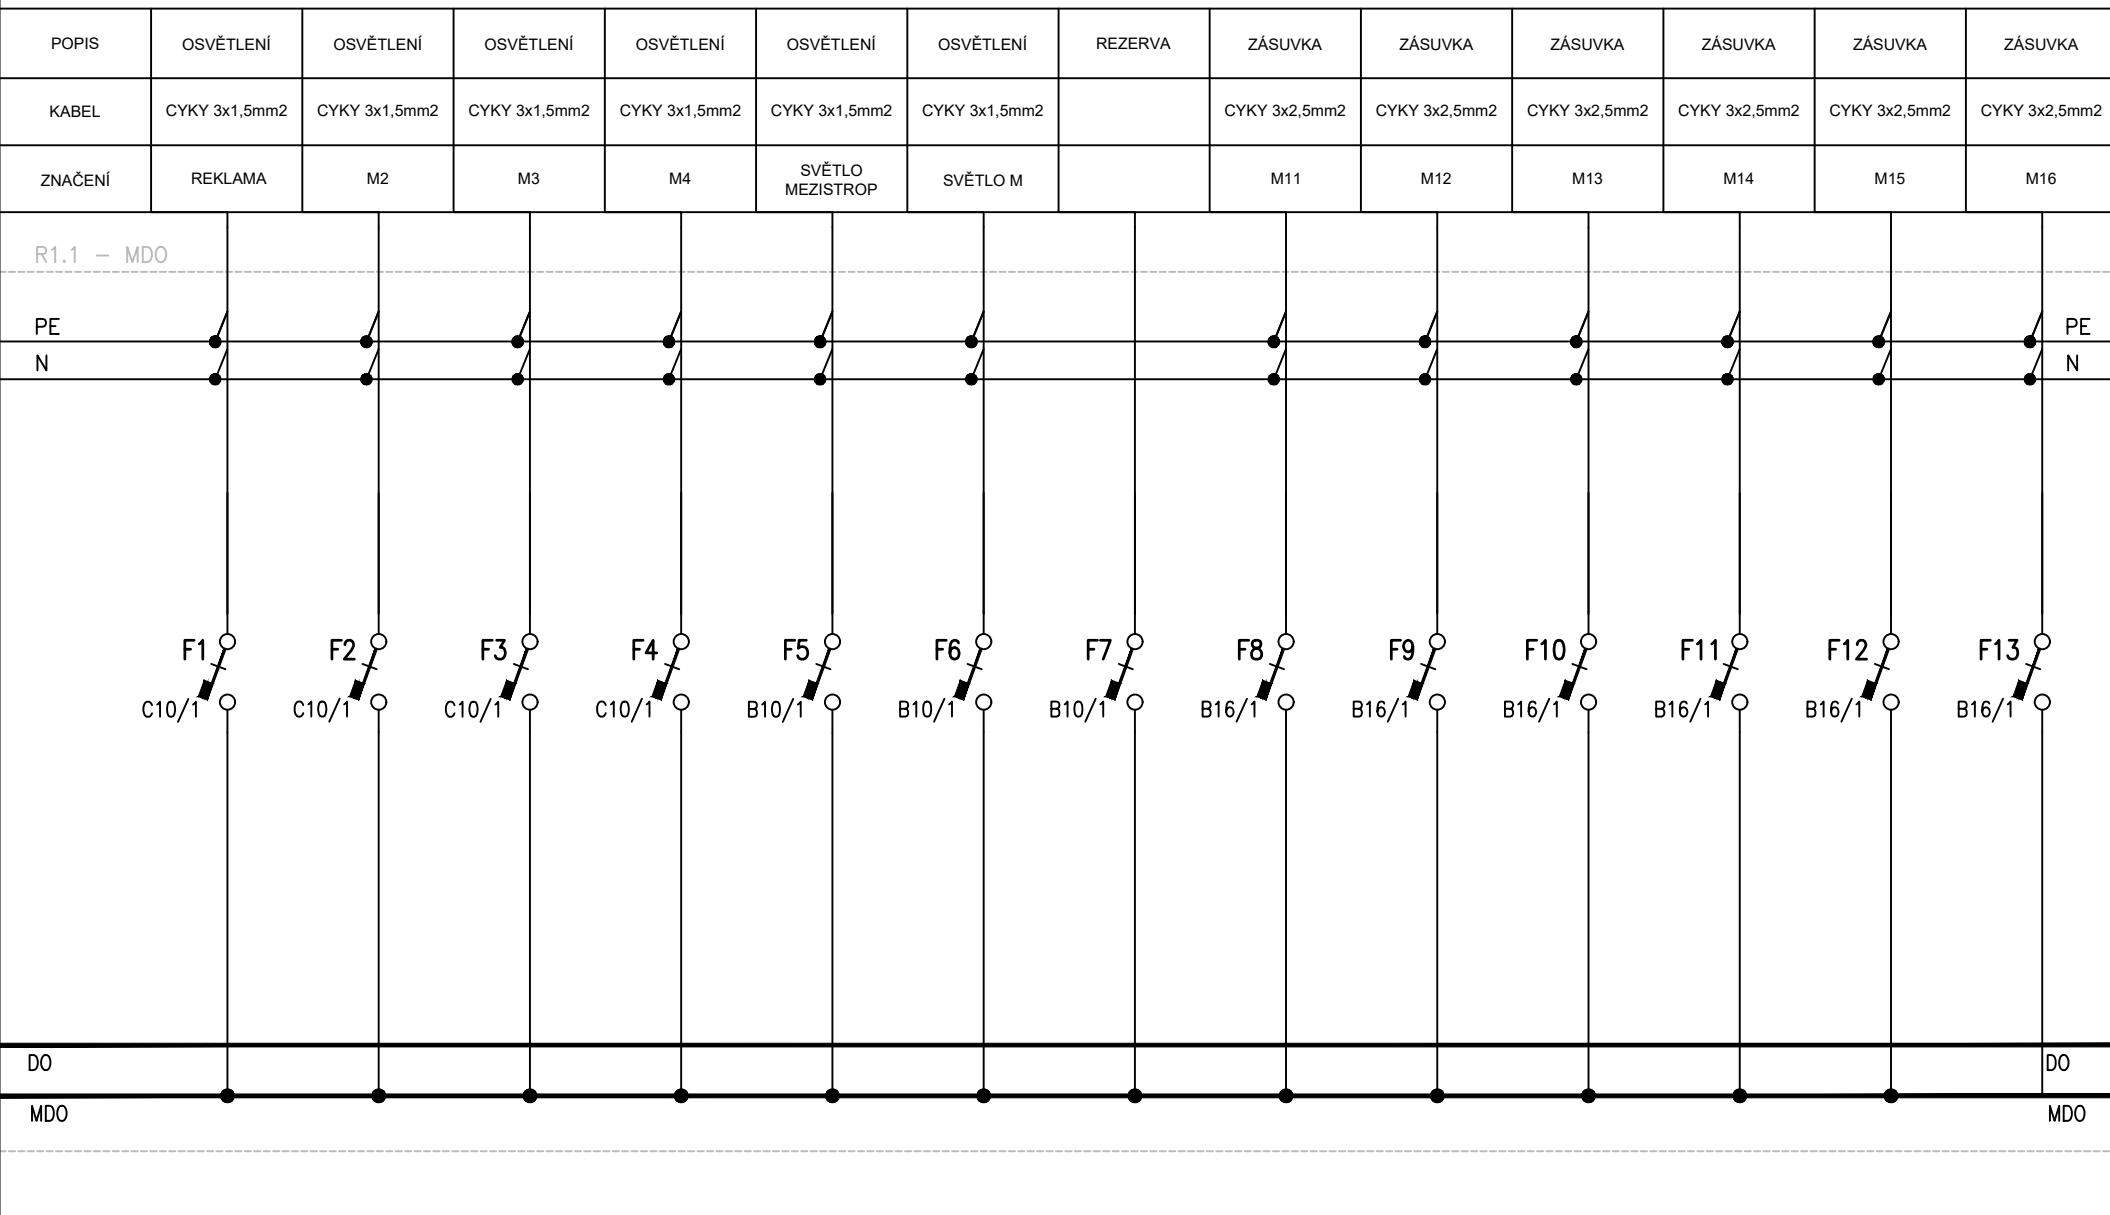 POPIS OSVĚTLENÍ OSVĚTLENÍ OSVĚTLENÍ OSVĚTLENÍ OSVĚTLENÍ OSVĚTLENÍ REZERVA ZÁSUVKA ZÁSUVKA ZÁSUVKA ZÁSUVKA ZÁSUVKA ZÁSUVKA
KABEL CYKY 3x1,5mm2 CYKY 3x1,5mm2 CYKY 3x1,5mm2 CYKY 3x1,5mm2 CYKY 3x1,5mm2 CYKY 3x1,5mm2 CYKY 3x2,5mm2 CYKY 3x2,5mm2 CYKY 3x2,5mm2 CYKY 3x2,5mm2 CYKY 3x2,5mm2 CYKY 3x2,5mm2
ZNAČENÍ REKLAMA M2 M3 M4 SVĚTLO MEZISTROP SVĚTLO M M11 M12 M13 M14 M15 M16
R1.1 – MDO
PE PE
N N
F1 F2 F3 F4 F5 F6 F7 F8 F9 F10 F11 F12 F13
C10/1 C10/1 C10/1 C10/1 B10/1 B10/1 B10/1 B16/1 B16/1 B16/1 B16/1 B16/1 B16/1
DO DO
MDO MDO